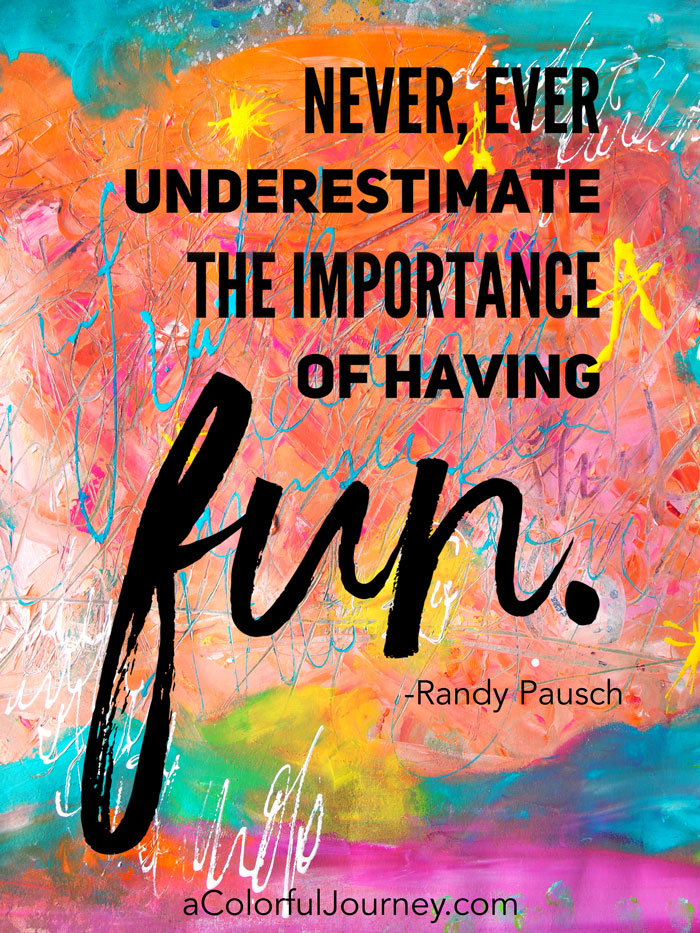 NEVER, EVER
UNDERESTIMATE
THE IMPORTANCE
OF HAVING
fun.
-Randy Pausch
aColorfulJourney.com